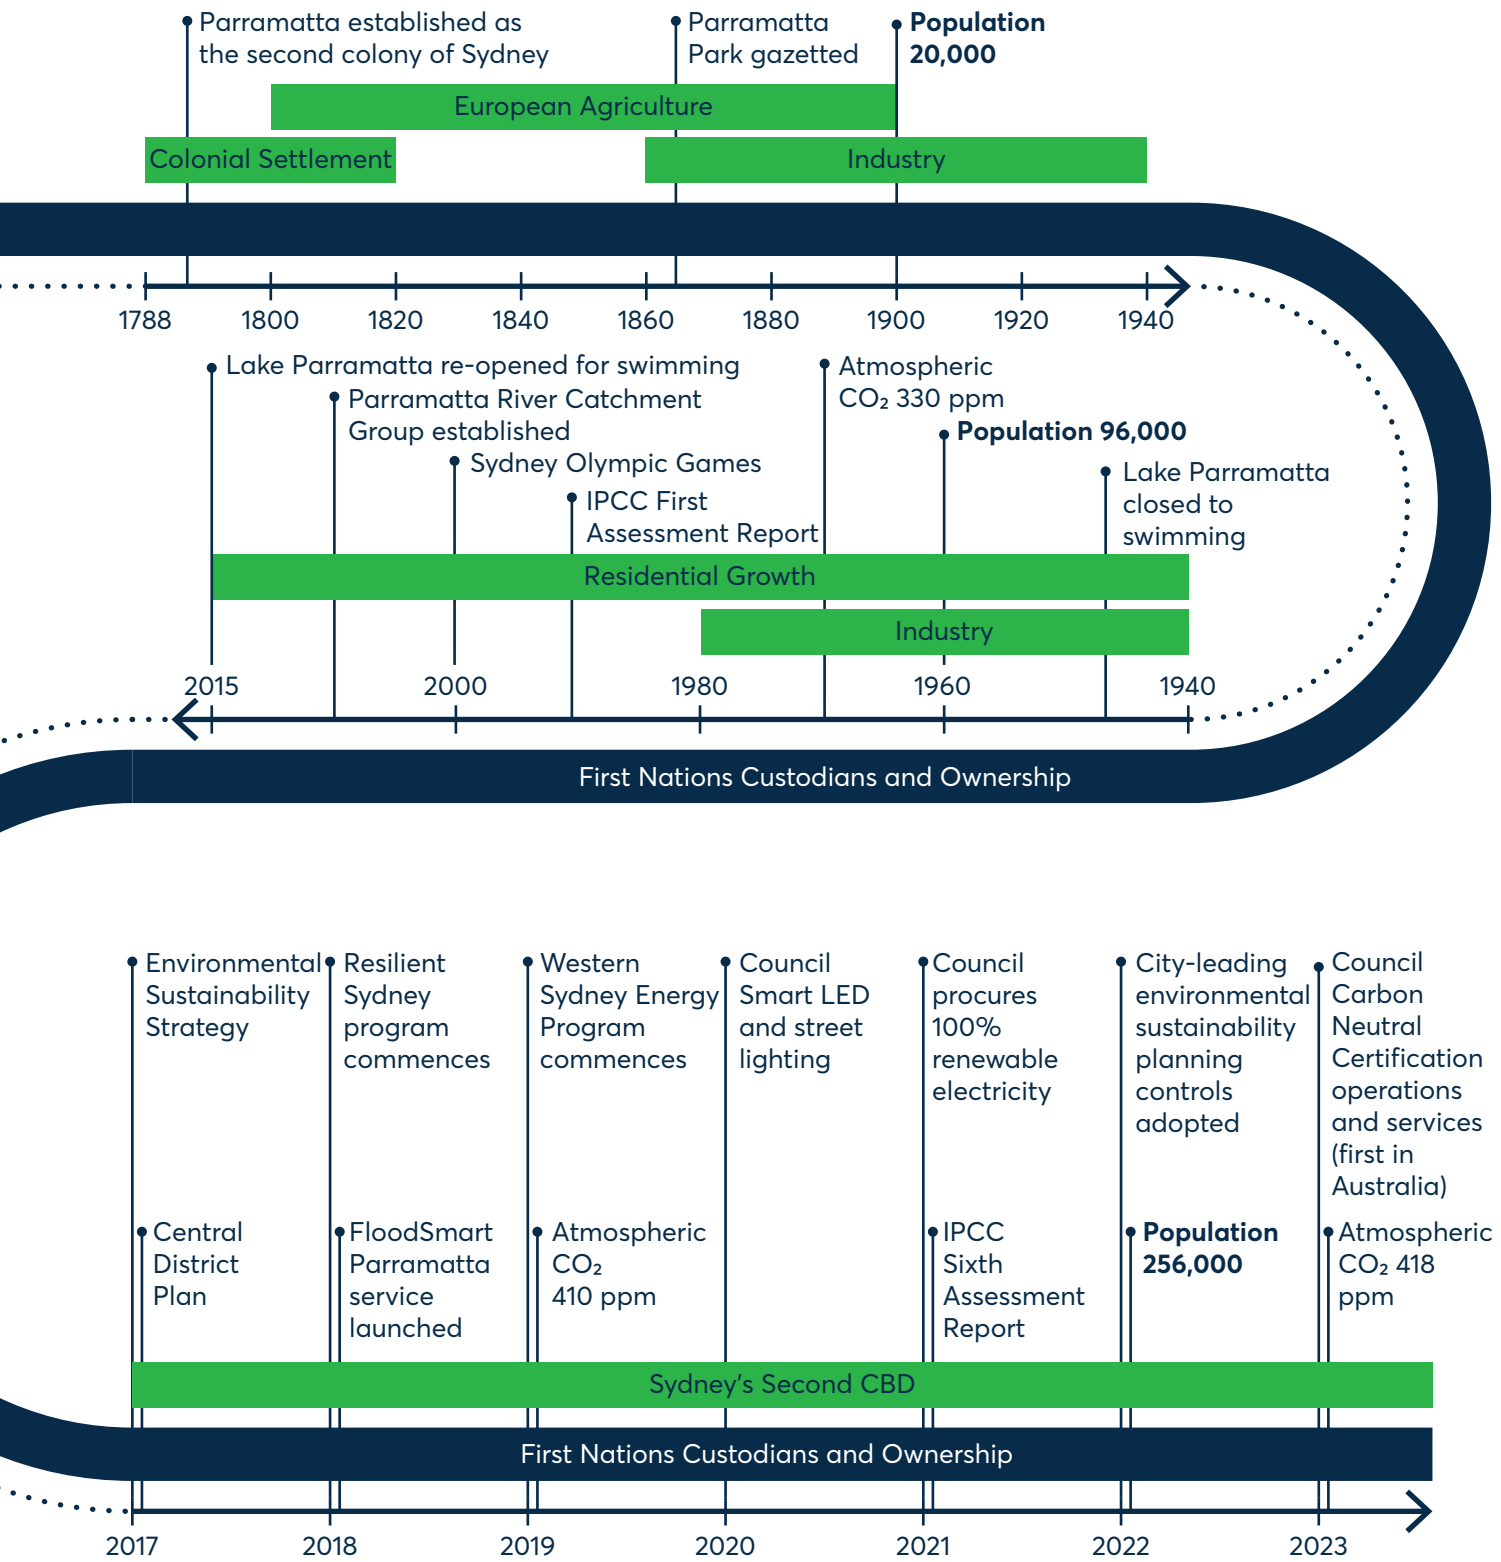 Parramatta established as
the second colony of Sydney
Parramatta
Park gazetted
Population
20,000
European Agriculture
Colonial Settlement
Industry
1788
1800
1820
1840
1860
1880
1900
1920
1940
Lake Parramatta re-opened for swimming
Parramatta River Catchment
Group established
Sydney Olympic Games
IPCC First
Assessment Report
Atmospheric
CO₂ 330 ppm
Population 96,000
Lake Parramatta
closed to
swimming
Residential Growth
Industry
2015
2000
1980
1960
1940
First Nations Custodians and Ownership
Environmental
Sustainability
Strategy
Resilient
Sydney
program
commences
Western
Sydney Energy
Program
commences
Council
Smart LED
and street
lighting
Council
procures
100%
renewable
electricity
City-leading
environmental
sustainability
planning
controls
adopted
Council
Carbon
Neutral
Certification
operations
and services
(first in
Australia)
Central
District
Plan
FloodSmart
Parramatta
service
launched
Atmospheric
CO₂
410 ppm
IPCC
Sixth
Assessment
Report
Population
256,000
Atmospheric
CO₂ 418
ppm
Sydney's Second CBD
First Nations Custodians and Ownership
2017
2018
2019
2020
2021
2022
2023